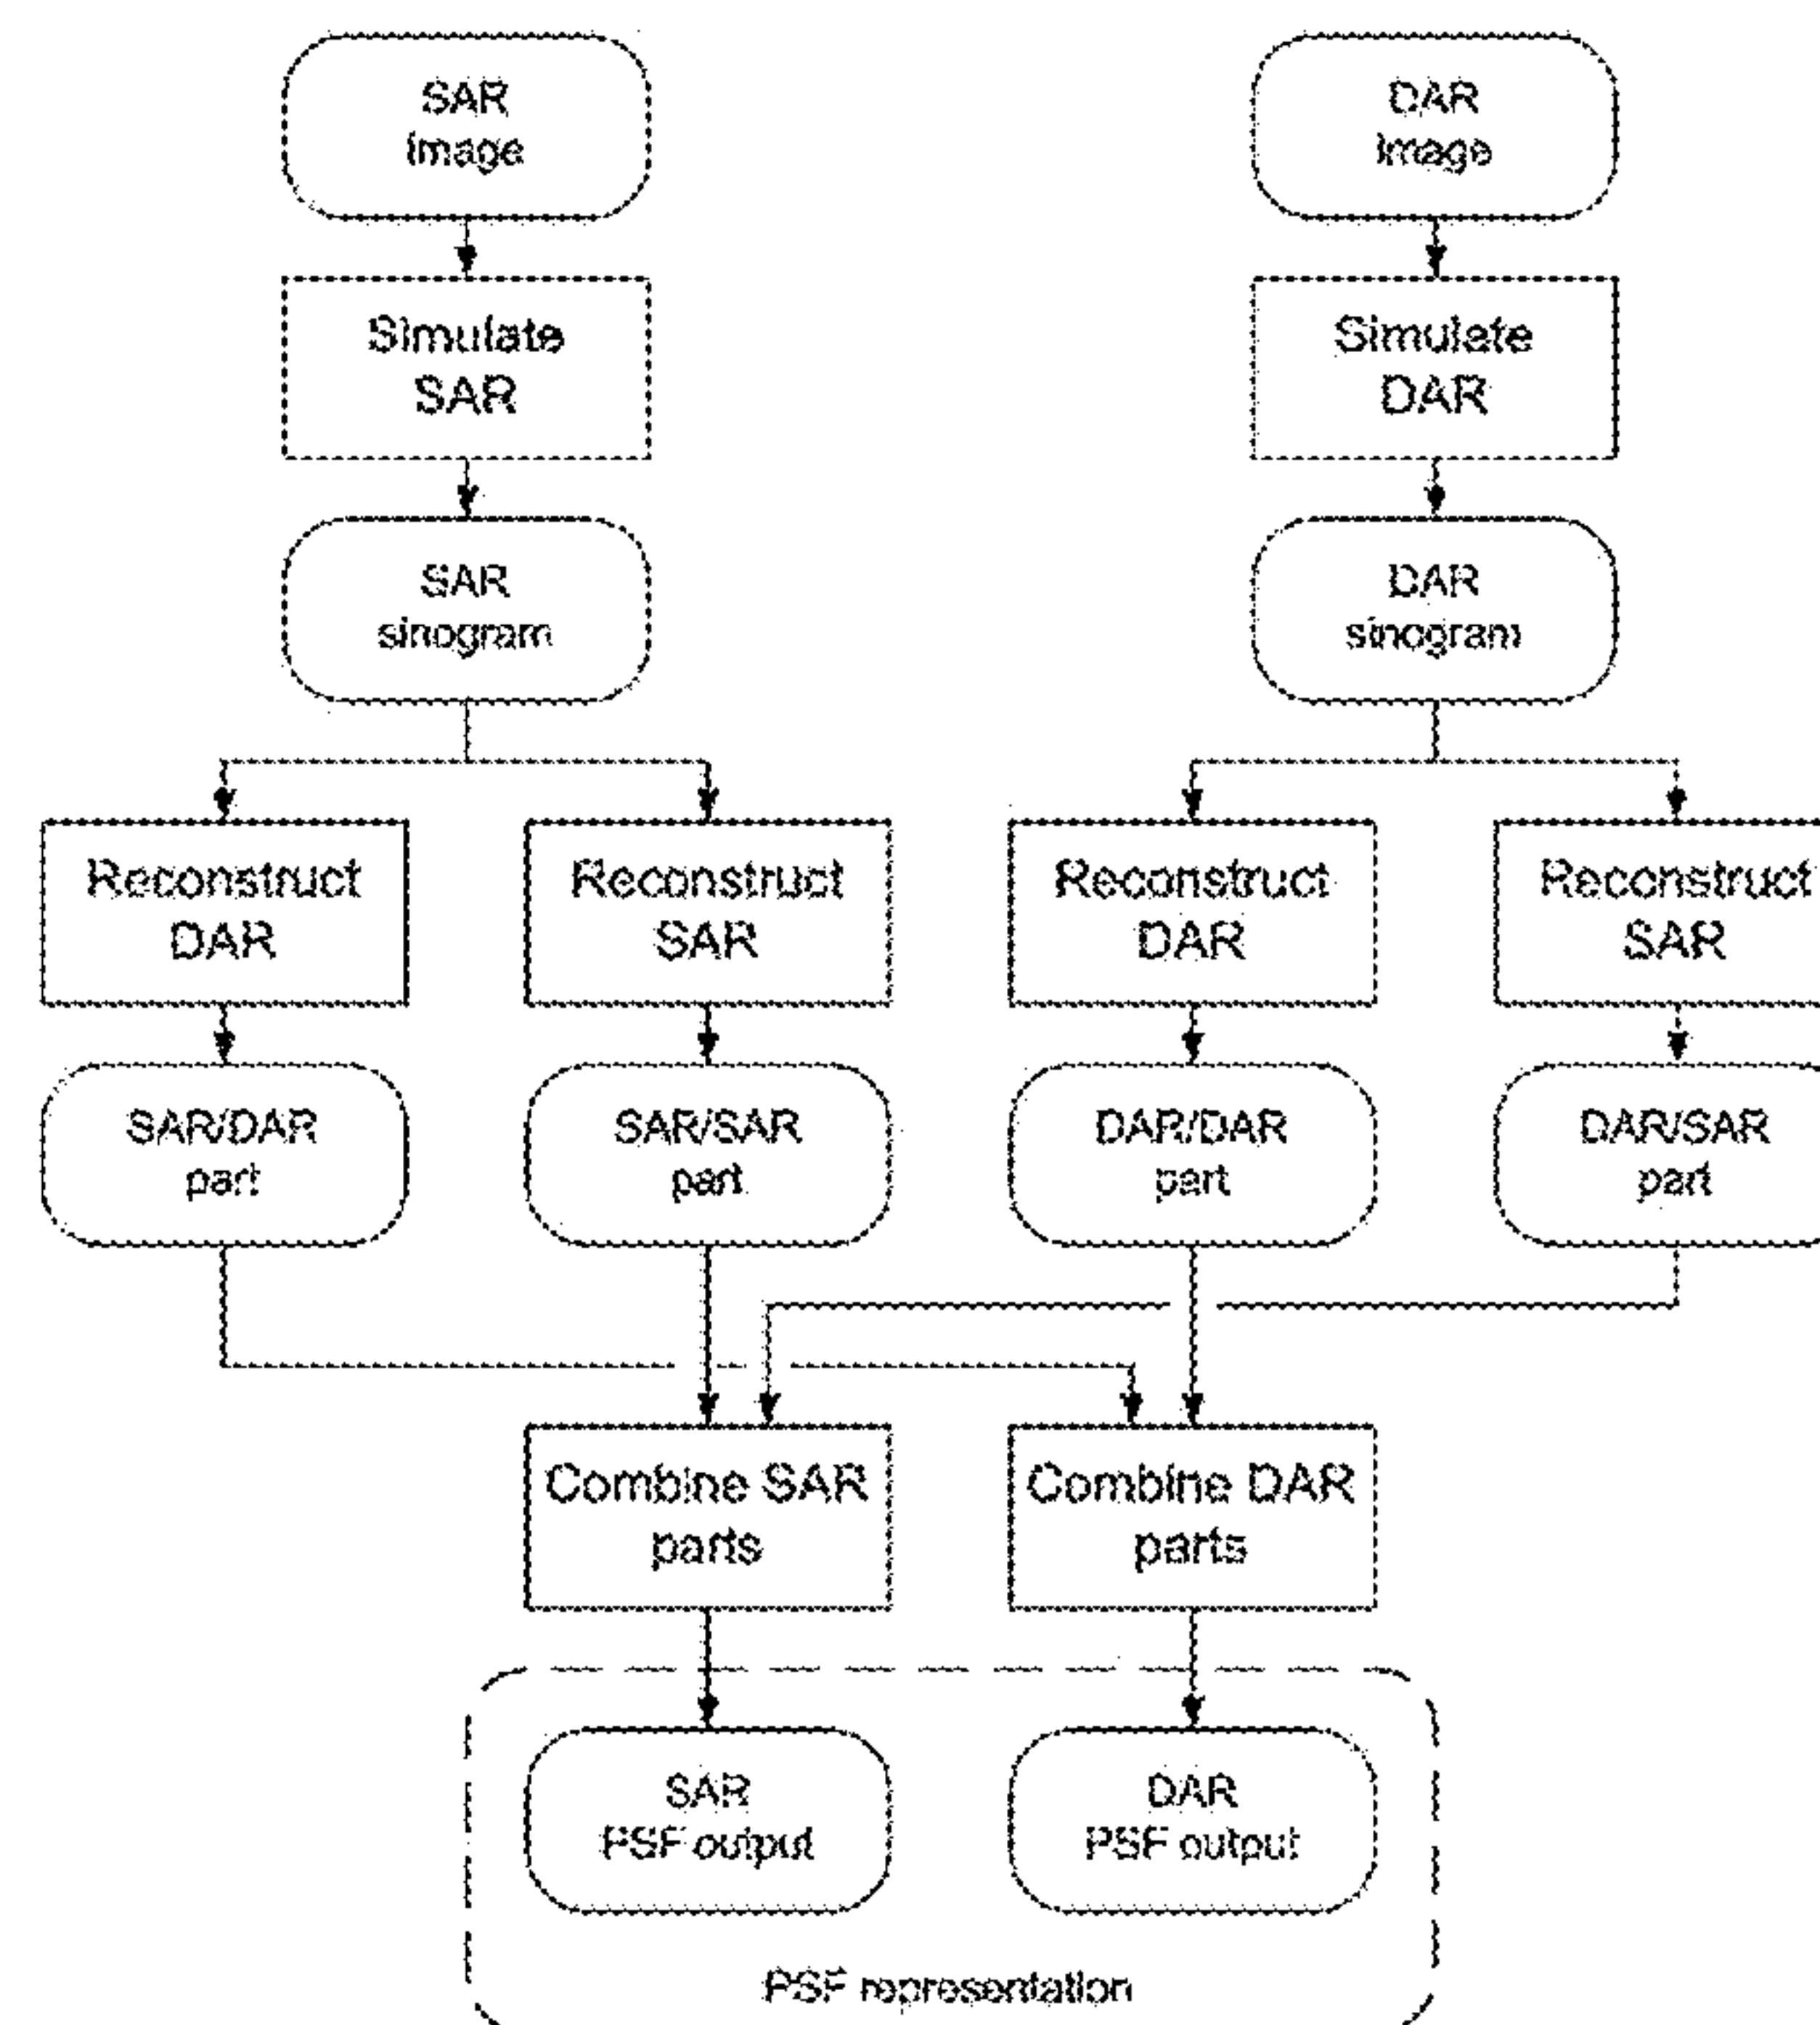 SAR
image
DAR
image
Simulate
SAR
Simulate
DAR
SAR
sinogram
DAR
sinogram
Reconstruct
DAR
Reconstruct
SAR
Reconstruct
DAR
Reconstruct
SAR
SAR/DAR
part
SAR/SAR
part
DAR/DAR
part
DAR/SAR
part
Combine SAR
parts
Combine DAR
parts
SAR
PSF output
DAR
PSF output
PSF representation